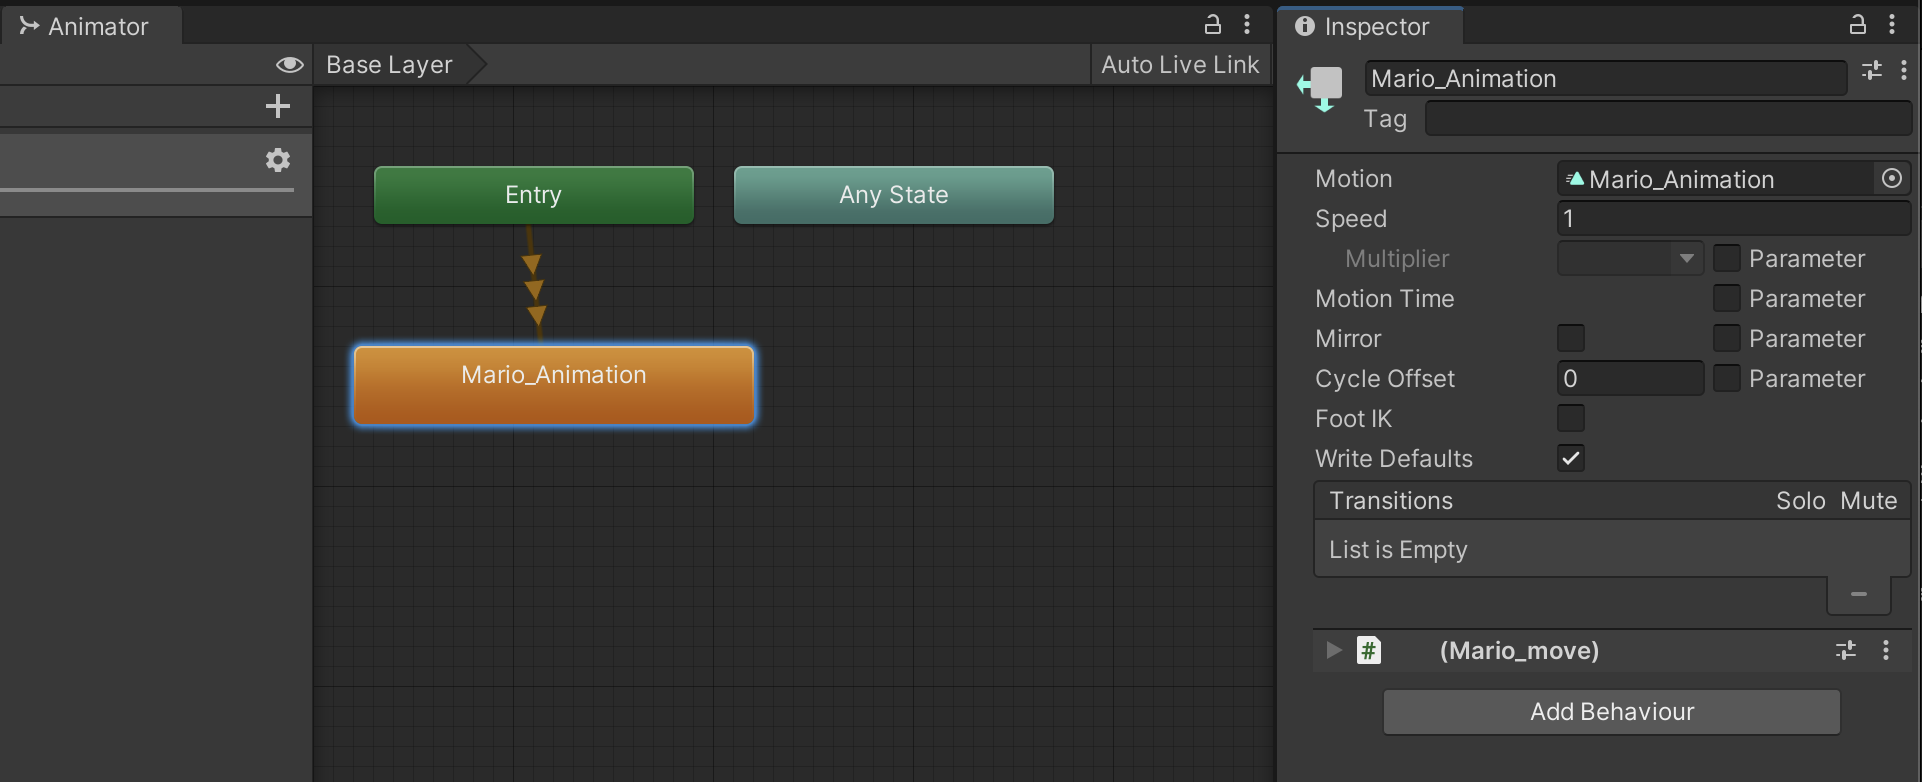 Animator
Base Layer
Auto Live Link
Entry
Any State
Mario_Animation
Inspector
Mario_Animation
Tag
Motion Mario_Animation
Speed 1
Multiplier Parameter
Motion Time Parameter
Mirror Parameter
Cycle Offset 0 Parameter
Foot IK
Write Defaults
Transitions Solo Mute
List is Empty
# (Mario_move)
Add Behaviour